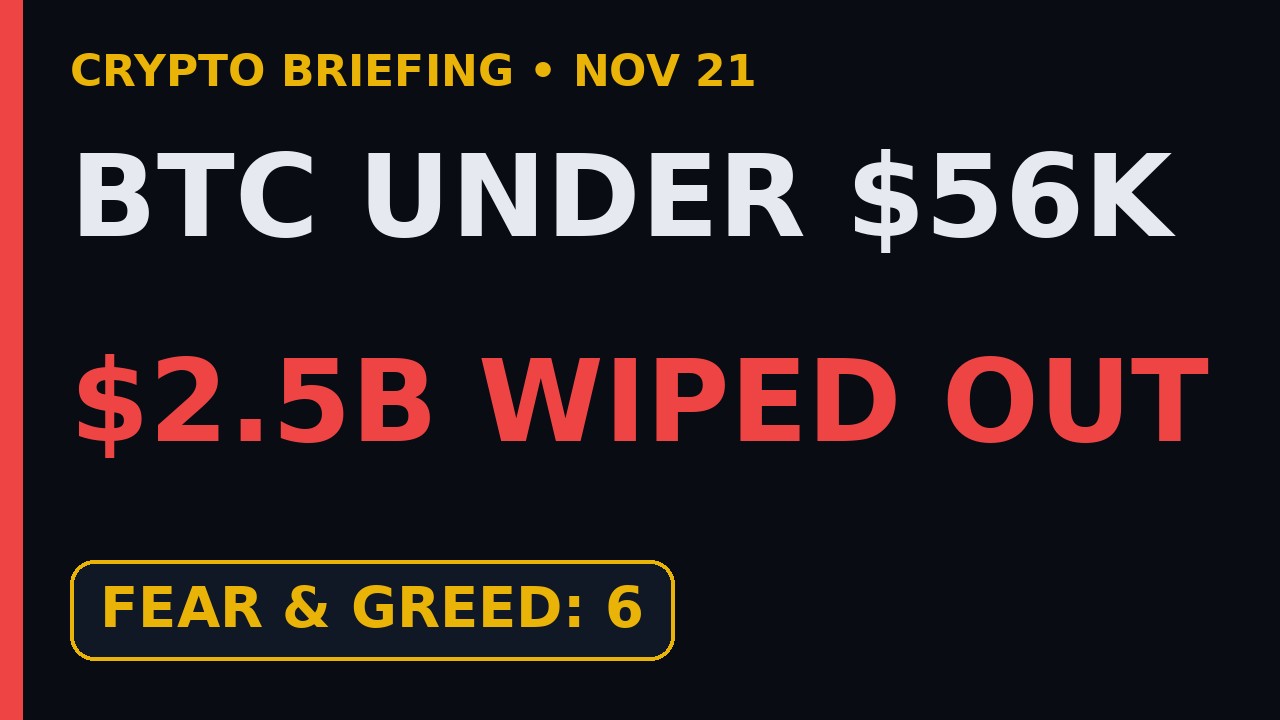 CRYPTO BRIEFING • NOV 21
BTC UNDER $56K
$2.5B WIPED OUT
FEAR & GREED: 6